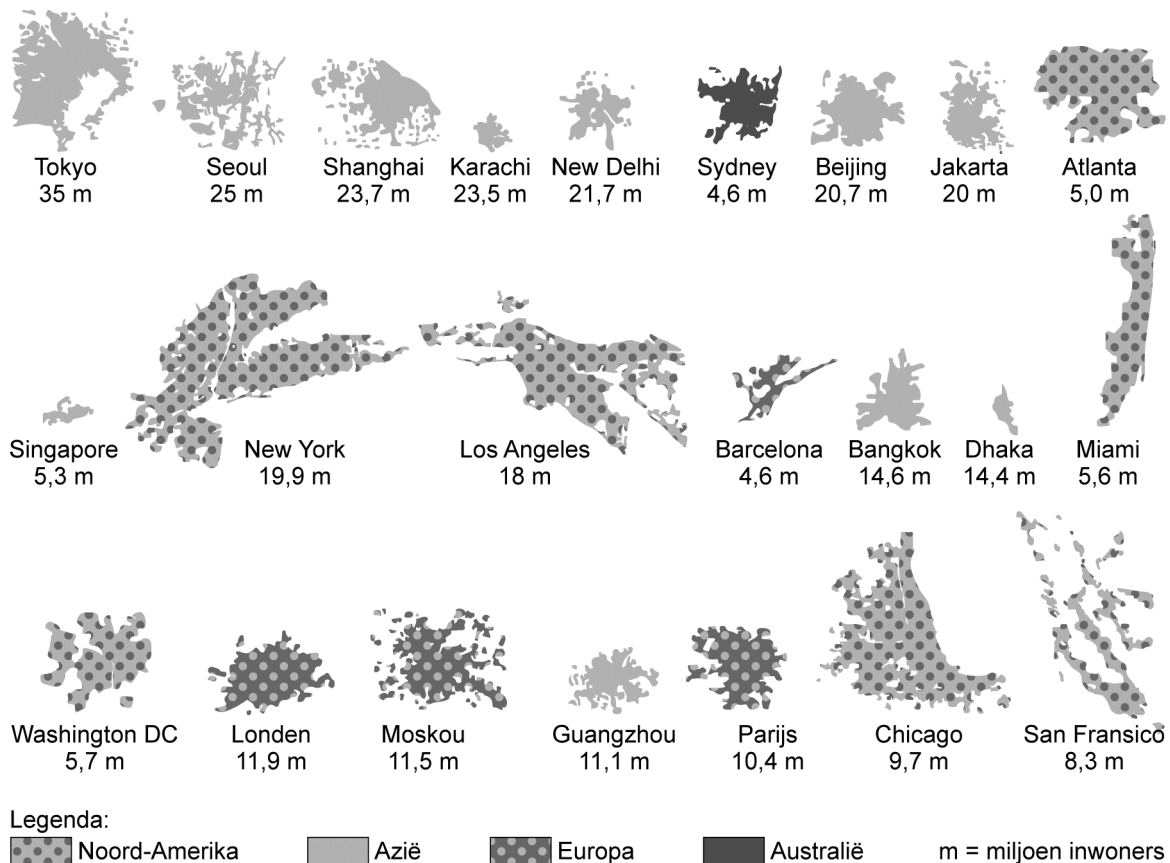 Tokyo Seoul Shanghai Karachi New Delhi Sydney Beijing Jakarta Atlanta
35 m 25 m 23,7 m 23,5 m 21,7 m 4,6 m 20,7 m 20 m 5,0 m
Singapore New York Los Angeles Barcelona Bangkok Dhaka Miami
5,3 m 19,9 m 18 m 4,6 m 14,6 m 14,4 m 5,6 m
Washington DC Londen Moskou Guangzhou Parijs Chicago San Fransico
5,7 m 11,9 m 11,5 m 11,1 m 10,4 m 9,7 m 8,3 m
Legenda:
Noord-Amerika Azië Europa Australië m = miljoen inwoners